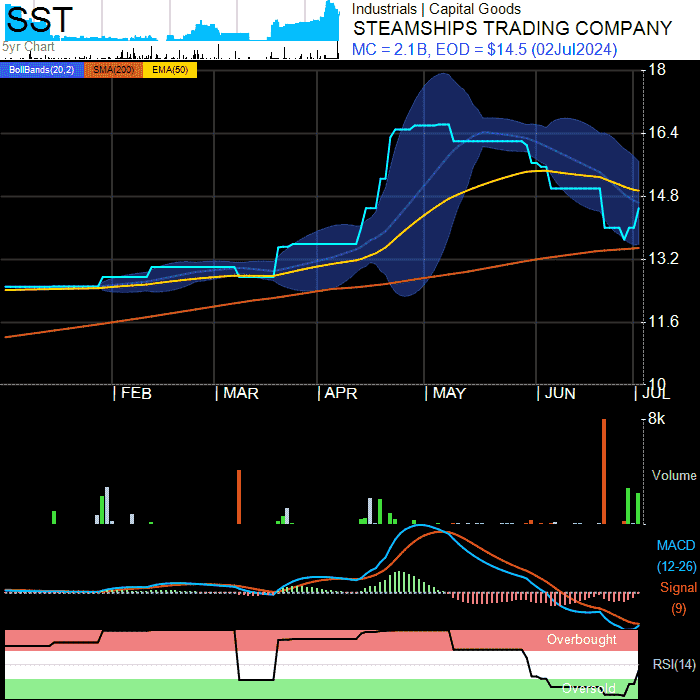 SST
5yr Chart
Industrials | Capital Goods
STEAMSHIPS TRADING COMPANY
MC = 2.1B, EOD = $14.5 (02Jul2024)
BollBands(20,2) SMA(200) EMA(50)
18
16.4
14.8
13.2
11.6
10
FEB MAR APR MAY JUN JUL
8k
Volume
MACD
(12-26)
Signal
(9)
Overbought
RSI(14)
Oversold